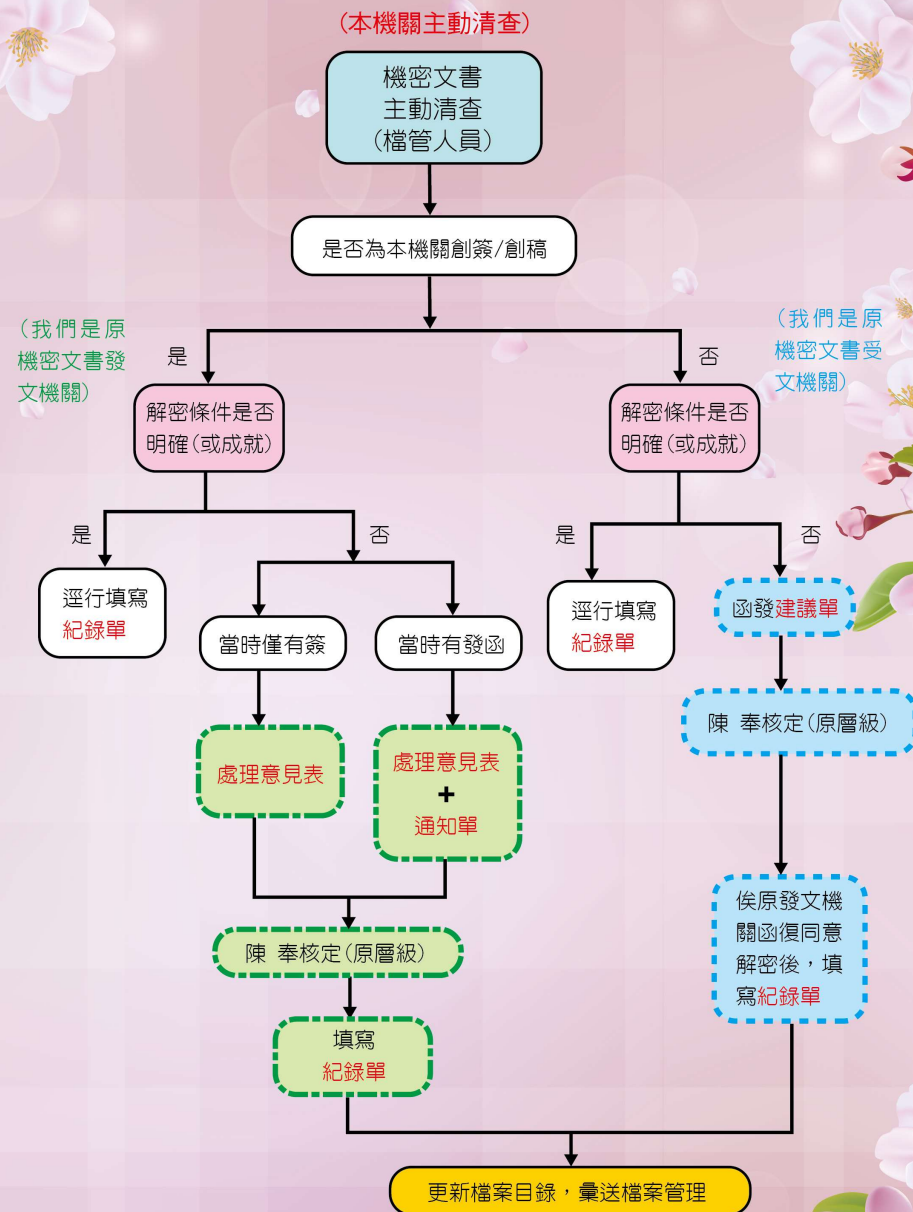 (本機關主動清查)
機密文書
主動清查
(檔管人員)
是否為本機關創簽/創稿
(我們是原
機密文書發
文機關)
是
否
(我們是原
機密文書受
文機關)
解密條件是否
明確(或成就)
解密條件是否
明確(或成就)
是
否
是
否
逕行填寫
紀錄單
當時僅有簽
當時有發函
逕行填寫
紀錄單
函發建議單
處理意見表
處理意見表
+
通知單
陳 奉核定(原層級)
陳 奉核定(原層級)
填寫
紀錄單
俟原發文機
關函復同意
解密後，填
寫紀錄單
更新檔案目錄，彙送檔案管理